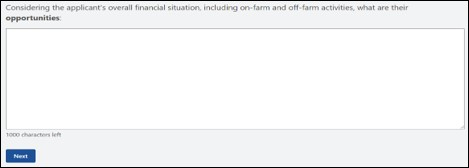 Considering the applicant's overall financial situation, including on-farm and off-farm activities, what are their
opportunities:
1000 characters left
Next